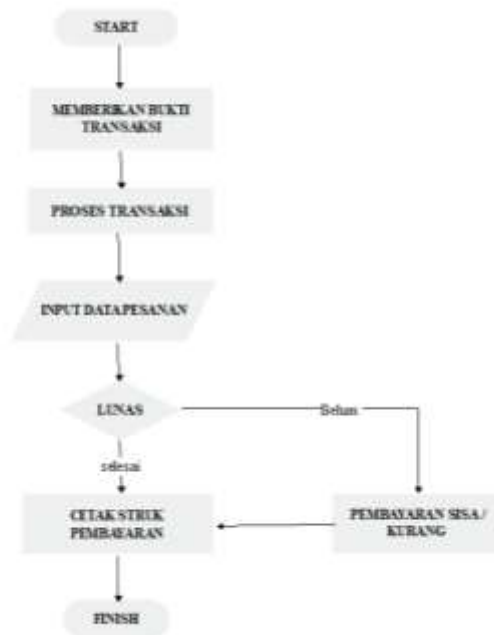 START
MEMBERIKAN BUKTI
TRANSAKSI
PROSES TRANSAKSI
INPUT DATA PESANAN
LUNAS
Belum
selesai
CETAK STRUK
PEMBAYARAN
PEMBAYARAN SISA /
KURANG
FINISH